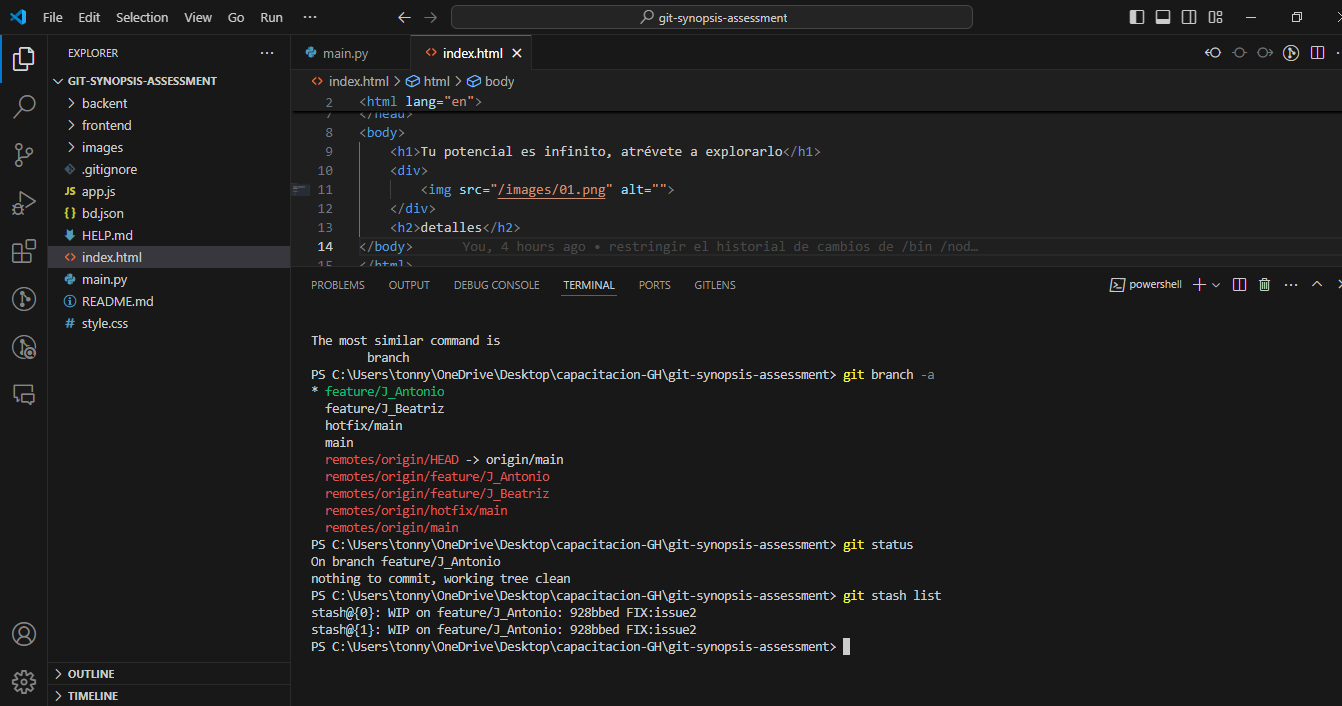 File Edit Selection View Go Run ···
git-synopsis-assessment
EXPLORER ···
GIT-SYNOPSIS-ASSESSMENT
backent
frontend
images
.gitignore
JS app.js
{} bd.json
HELP.md
<> index.html
main.py
README.md
# style.css
OUTLINE
TIMELINE
main.py
<> index.html
<> index.html > html > body
2 <html lang="en">
7 </head>
8 <body>
9 <h1>Tu potencial es infinito, atrévete a explorarlo</h1>
10 <div>
11 <img src="/images/01.png" alt="">
12 </div>
13 <h2>detalles</h2>
14 </body> You, 4 hours ago • restringir el historial de cambios de /bin /nod…
15 </html>
PROBLEMS OUTPUT DEBUG CONSOLE TERMINAL PORTS GITLENS
powershell
The most similar command is
branch
PS C:\Users\tonny\OneDrive\Desktop\capacitacion-GH\git-synopsis-assessment> git branch -a
* feature/J_Antonio
feature/J_Beatriz
hotfix/main
main
remotes/origin/HEAD -> origin/main
remotes/origin/feature/J_Antonio
remotes/origin/feature/J_Beatriz
remotes/origin/hotfix/main
remotes/origin/main
PS C:\Users\tonny\OneDrive\Desktop\capacitacion-GH\git-synopsis-assessment> git status
On branch feature/J_Antonio
nothing to commit, working tree clean
PS C:\Users\tonny\OneDrive\Desktop\capacitacion-GH\git-synopsis-assessment> git stash list
stash@{0}: WIP on feature/J_Antonio: 928bbed FIX:issue2
stash@{1}: WIP on feature/J_Antonio: 928bbed FIX:issue2
PS C:\Users\tonny\OneDrive\Desktop\capacitacion-GH\git-synopsis-assessment>